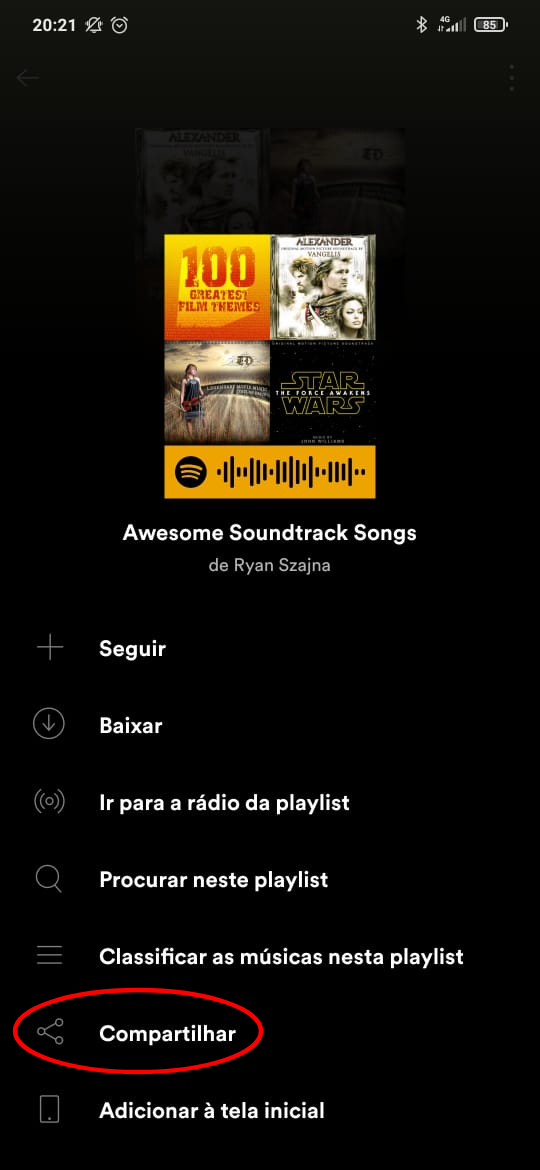 20:21
4G
85
ALEXANDER
VANGELIS
100
GREATEST
FILM THEMES
ALEXANDER
ORIGINAL MOTION PICTURE SOUNDTRACK BY
VANGELIS
ORIGINAL MOTION PICTURE SOUNDTRACK
STAR
THE FORCE AWAKENS
WARS
MUSIC BY
JOHN WILLIAMS
Awesome Soundtrack Songs
de Ryan Szajna
Seguir
Baixar
Ir para a rádio da playlist
Procurar neste playlist
Classificar as músicas nesta playlist
Compartilhar
Adicionar à tela inicial